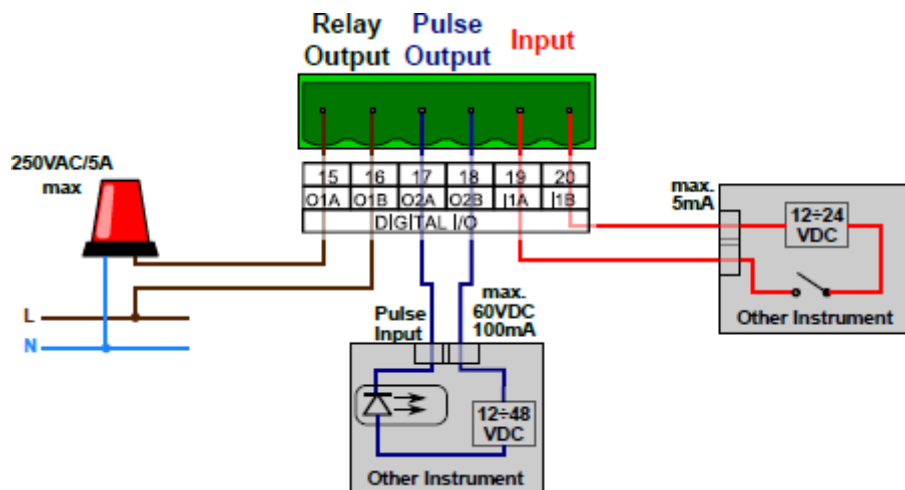 Relay Output
Pulse Output
Input
250VAC/5A
max
15 16 17 18 19 20
O1A O1B O2A O2B I1A I1B
DIGITAL I/O
max.
5mA
12÷24
VDC
Other Instrument
L
N
Pulse
Input
max.
60VDC
100mA
12÷48
VDC
Other Instrument